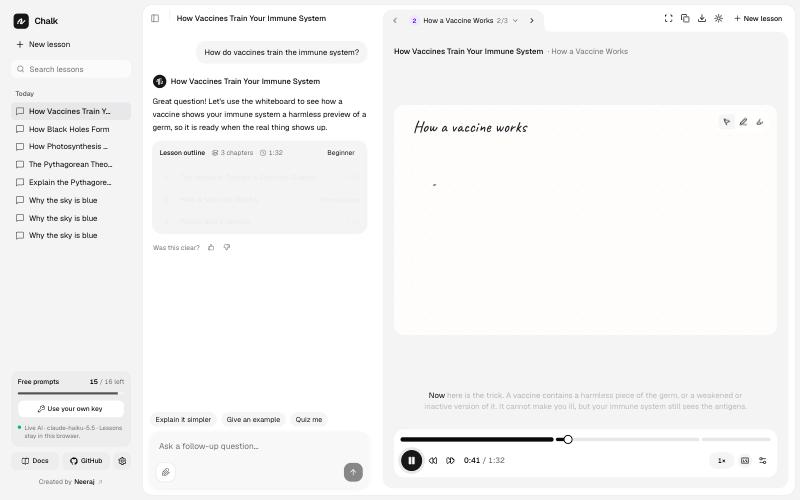 Chalk
New lesson
Search lessons
Today
How Vaccines Train Y...
How Black Holes Form
How Photosynthesis ...
The Pythagorean Theo...
Explain the Pythagore...
Why the sky is blue
Why the sky is blue
Why the sky is blue
Free prompts 15 / 16 left
Use your own key
Live AI · claude-haiku-5.5 · Lessons
stay in this browser.
Docs GitHub
Created by Neeraj ↗
How Vaccines Train Your Immune System
How do vaccines train the immune system?
How Vaccines Train Your Immune System
Great question! Let's use the whiteboard to see how a
vaccine shows your immune system a harmless preview of a
germ, so it is ready when the real thing shows up.
Lesson outline 3 chapters 1:32 Beginner
Was this clear?
Explain it simpler Give an example Quiz me
Ask a follow-up question...
2 How a Vaccine Works 2/3
New lesson
How Vaccines Train Your Immune System · How a Vaccine Works
How a vaccine works
Now here is the trick. A vaccine contains a harmless piece of the germ, or a weakened or
inactive version of it. It cannot make you ill, but your immune system still sees the antigens.
0:41 / 1:32 1×